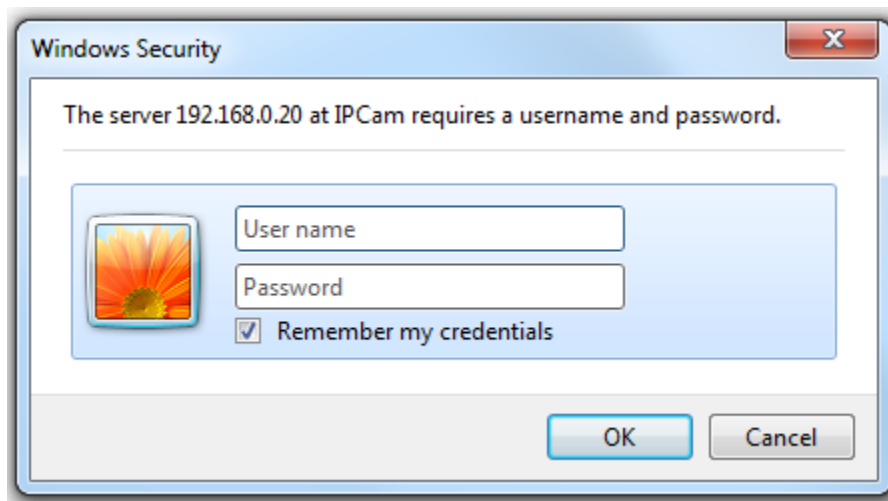 Windows Security
The server 192.168.0.20 at IPCam requires a username and password.
User name
Password
Remember my credentials
OK
Cancel